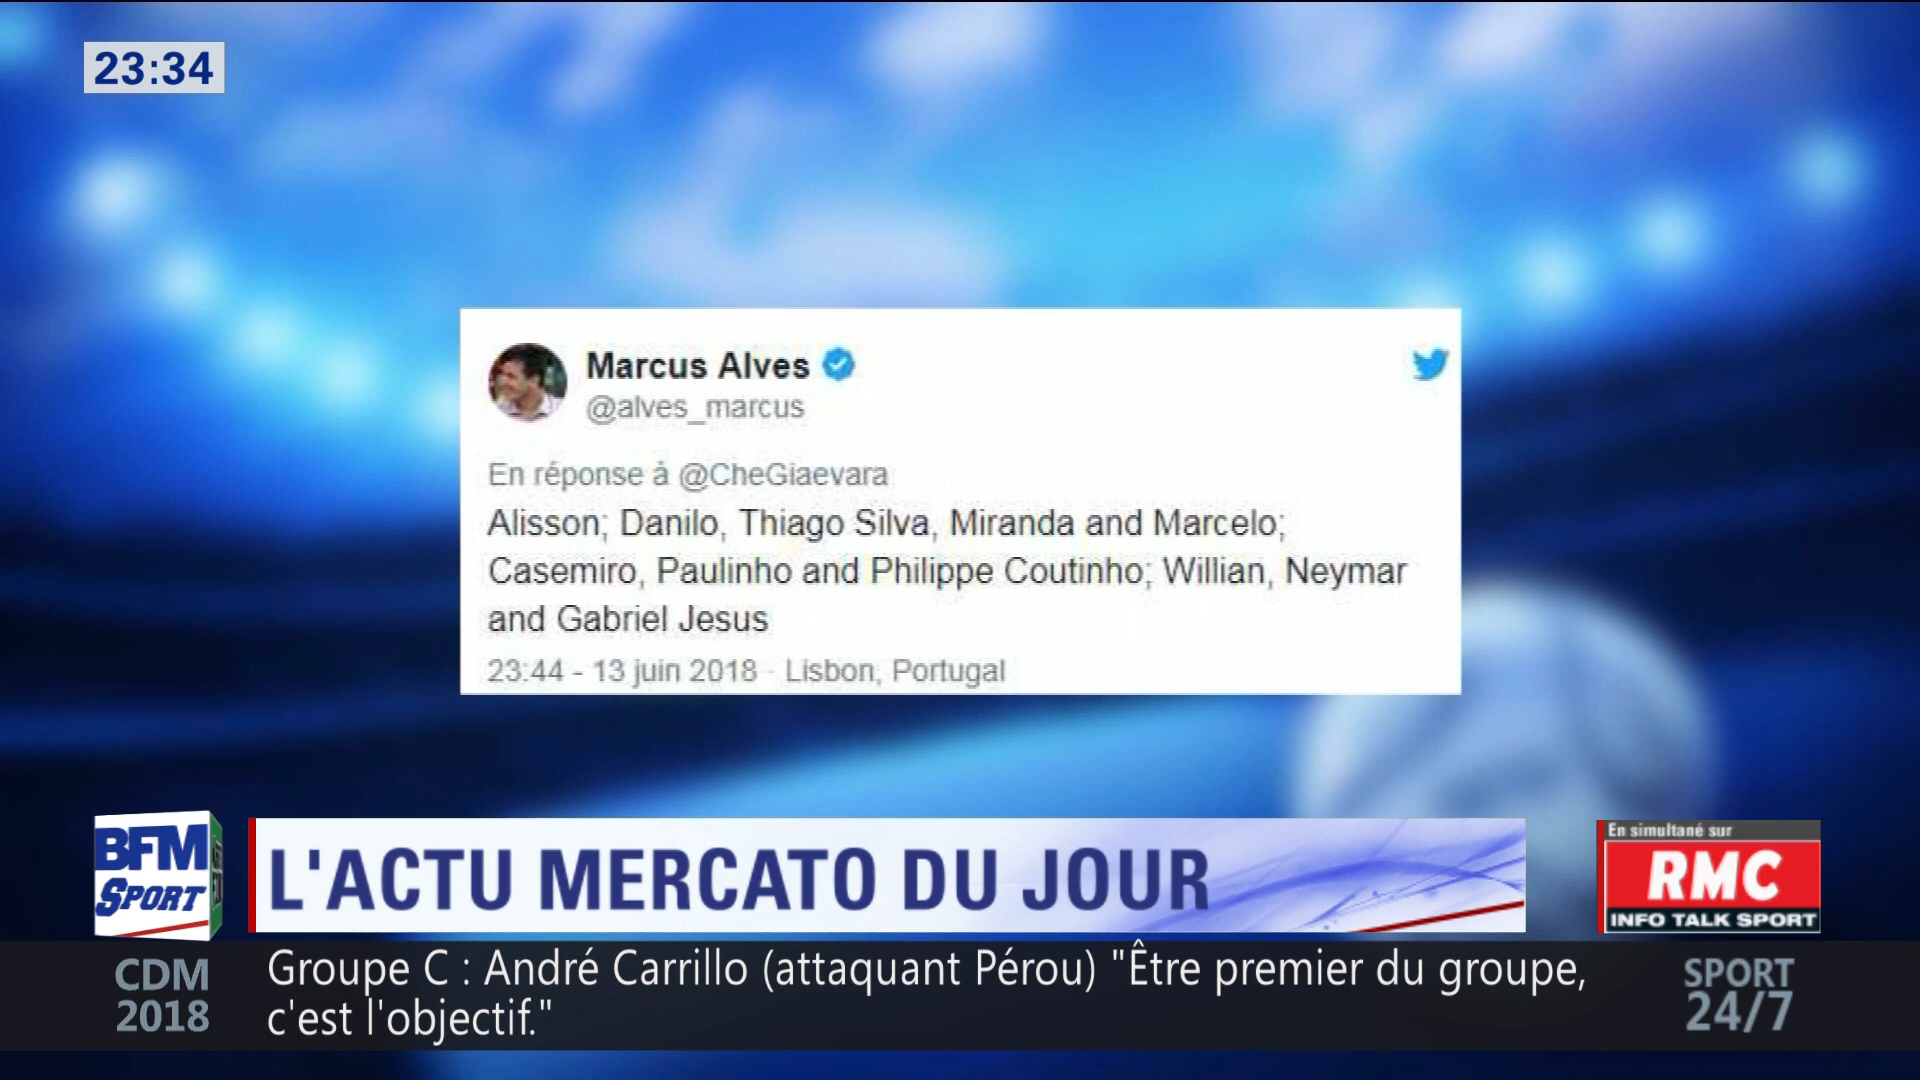 23:34
Marcus Alves
@alves_marcus
En réponse à @CheGiaevara
Alisson; Danilo, Thiago Silva, Miranda and Marcelo;
Casemiro, Paulinho and Philippe Coutinho; Willian, Neymar
and Gabriel Jesus
23:44 - 13 juin 2018 - Lisbon, Portugal
BFM
SPORT
L'ACTU MERCATO DU JOUR
En simultané sur
RMC
INFO TALK SPORT
CDM
2018
Groupe C : André Carrillo (attaquant Pérou) "Être premier du groupe,
c'est l'objectif."
SPORT
24/7